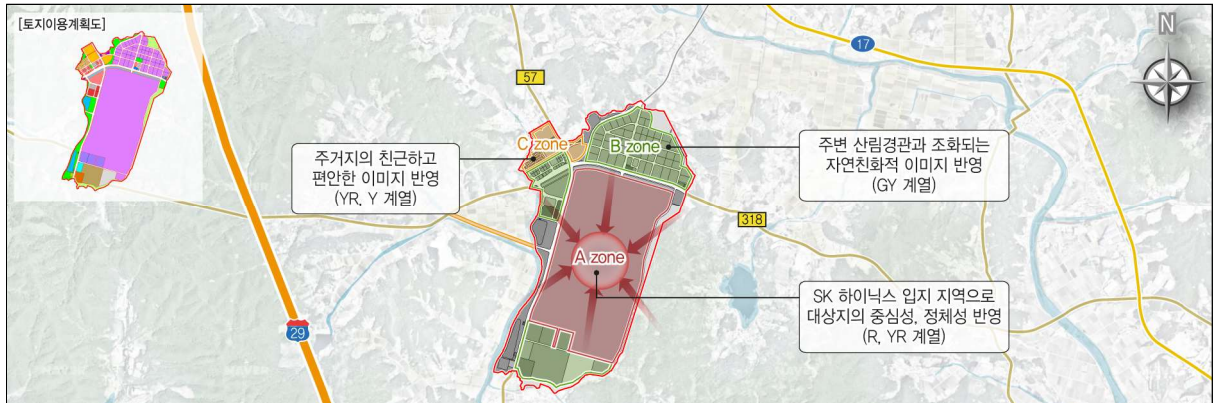 [토지이용계획도]
N
17
57
C zone
B zone
주거지의 친근하고
편안한 이미지 반영
(YR, Y 계열)
주변 산림경관과 조화되는
자연친화적 이미지 반영
(GY 계열)
318
A zone
SK 하이닉스 입지 지역으로
대상지의 중심성, 정체성 반영
(R, YR 계열)
29